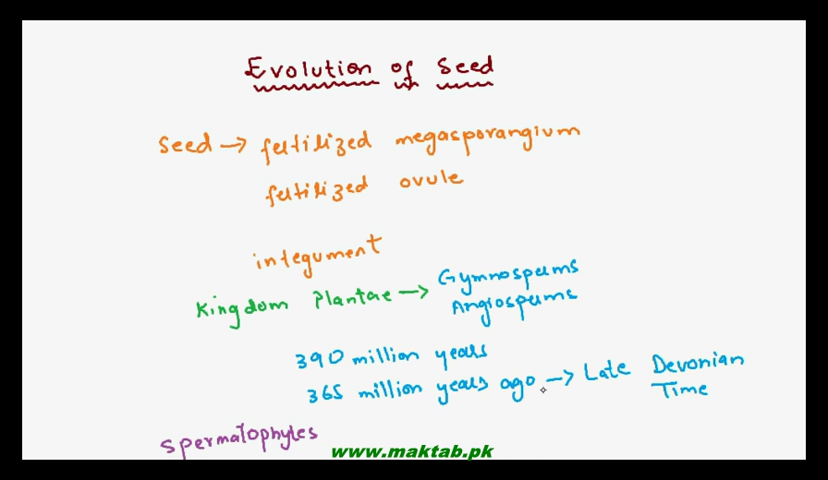 Evolution of Seed
Seed → fertilized megasporangium
fertilized ovule
integument
Kingdom Plantae → Gymnosperms
Angiosperms
390 million years
365 million years ago → Late Devonian
Time
Spermatophytes
www.maktab.pk